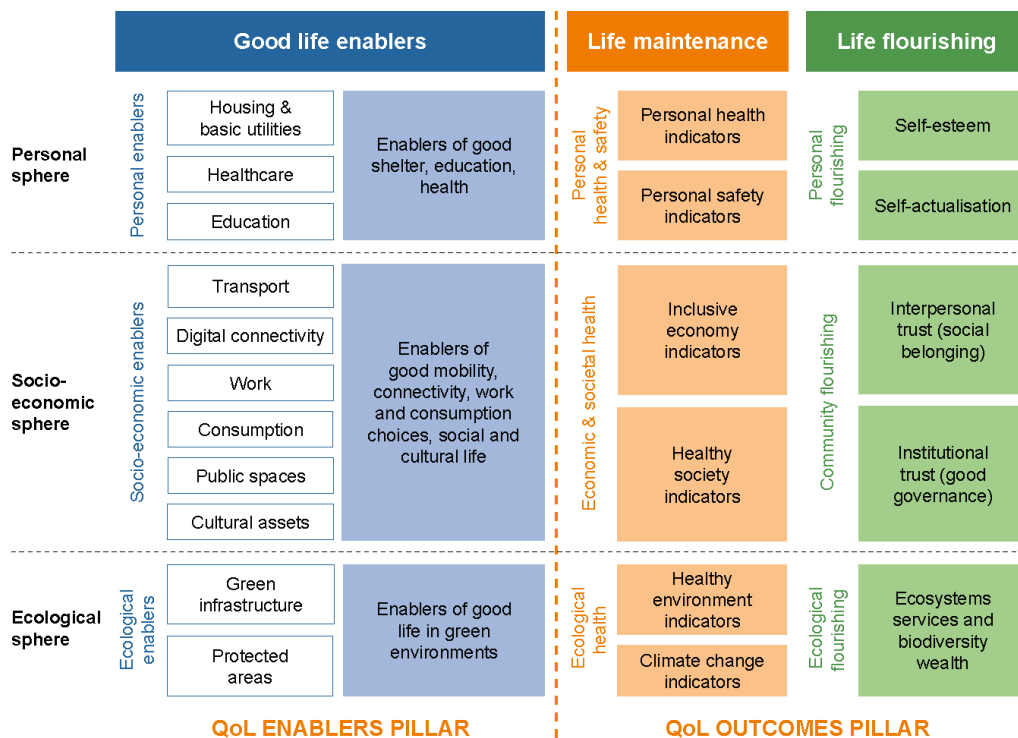 Good life enablers
Life maintenance
Life flourishing
Personal
sphere
Personal enablers
Housing &
basic utilities
Healthcare
Education
Enablers of good
shelter, education,
health
Personal
health & safety
Personal health
indicators
Personal safety
indicators
Personal
flourishing
Self-esteem
Self-actualisation
Socio-
economic
sphere
Socio-economic enablers
Transport
Digital connectivity
Work
Consumption
Public spaces
Cultural assets
Enablers of
good mobility,
connectivity, work
and consumption
choices, social and
cultural life
Economic & societal health
Inclusive
economy
indicators
Healthy
society
indicators
Community flourishing
Interpersonal
trust (social
belonging)
Institutional
trust (good
governance)
Ecological
sphere
Ecological
enablers
Green
infrastructure
Protected
areas
Enablers of good
life in green
environments
Ecological
health
Healthy
environment
indicators
Climate change
indicators
Ecological
flourishing
Ecosystems
services and
biodiversity
wealth
QoL ENABLERS PILLAR
QoL OUTCOMES PILLAR